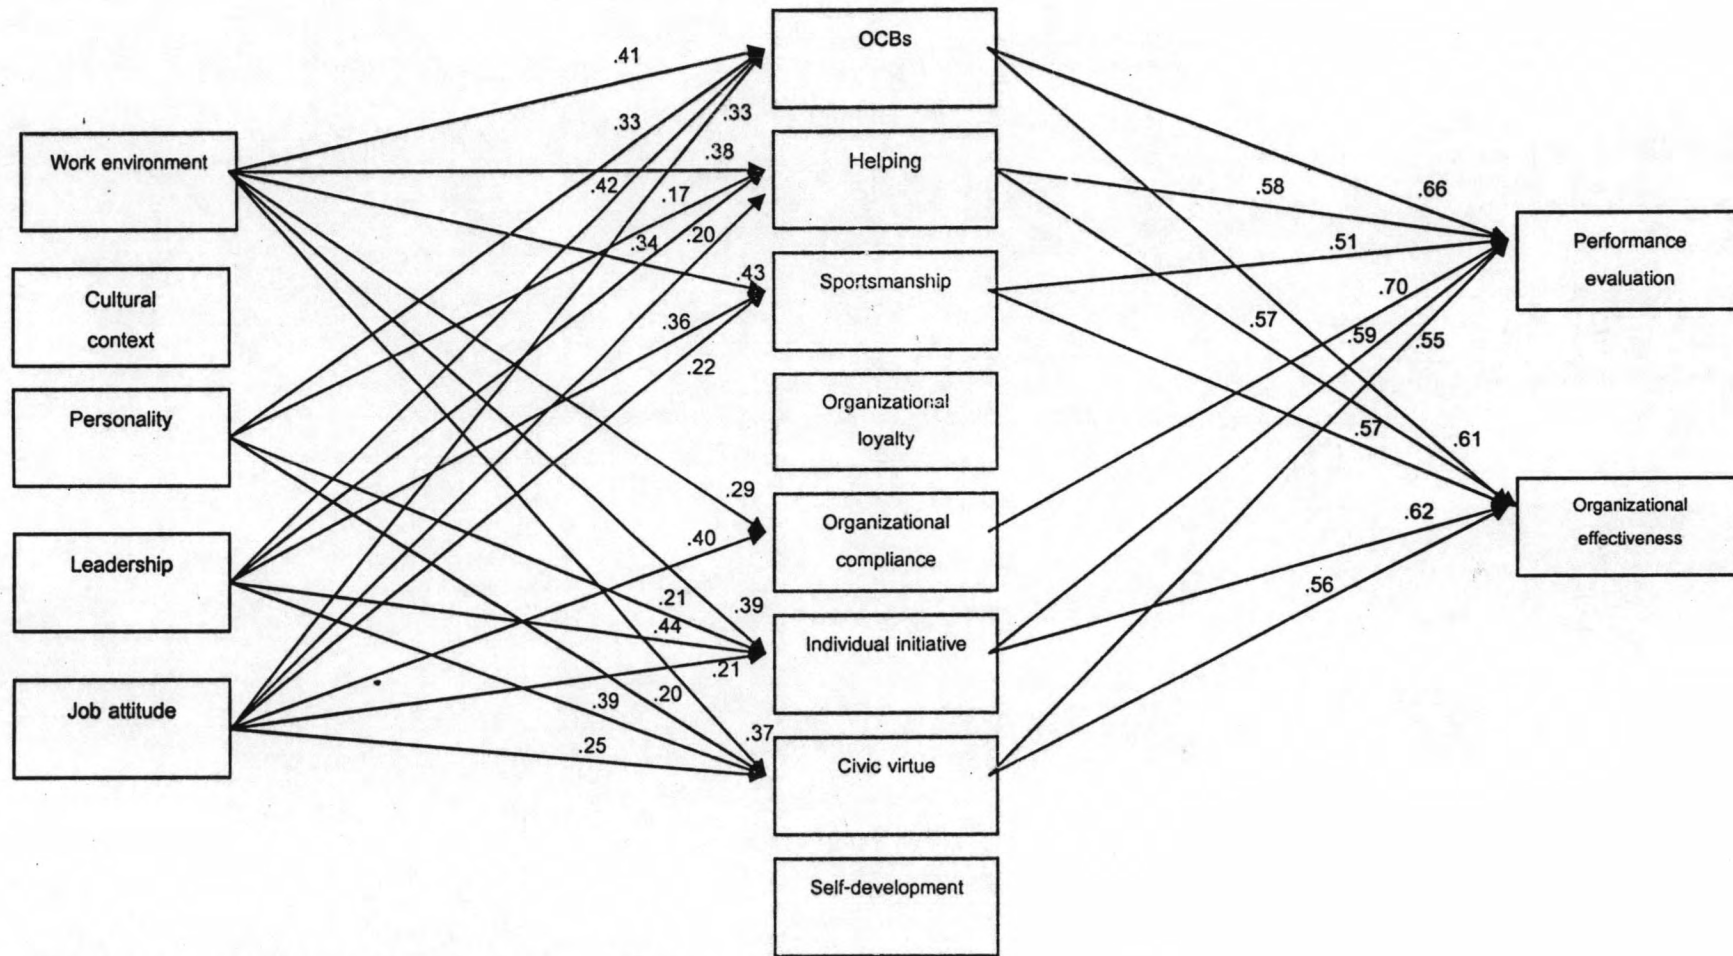 Work environment
Cultural
context
Personality
Leadership
Job attitude
.41
.33
.33
.38
.42
.17
.34
.20
.43
.36
.22
.29
.40
.21
.39
.44
.21
.39
.20
.37
.25
OCBs
Helping
Sportsmanship
Organizational
loyalty
Organizational
compliance
Individual initiative
Civic virtue
Self-development
.66
.58
.51
.70
.57
.59
.55
.57
.61
.62
.56
Performance
evaluation
Organizational
effectiveness